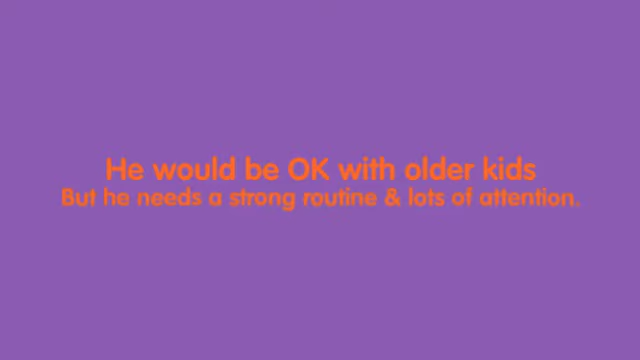 He would be OK with older kids
But he needs a strong routine & lots of attention.